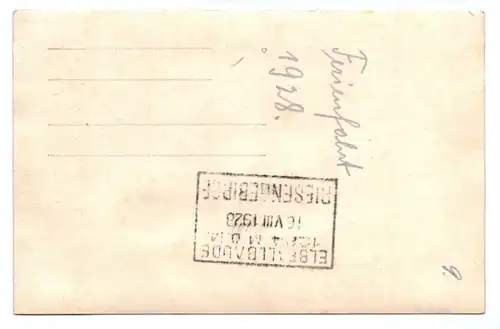 Ferienfahrt
1928.
ELBFALLBAUDE
16 VIII 1928
RIESENGEBIRGE
9.